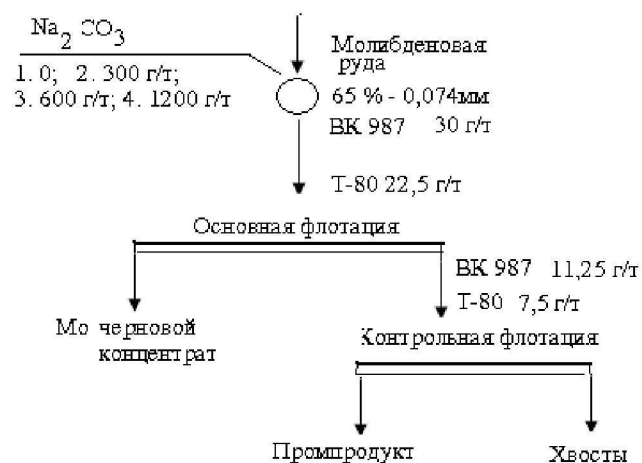 Na2 CO3
1. 0; 2. 300 г/т;
3. 600 г/т; 4. 1200 г/т
Молибденовая
руда
65 % - 0,074мм
ВК 987 30 г/т
Т-80 22,5 г/т
Основная флотация
ВК 987 11,25 г/т
Т-80 7,5 г/т
Мо черновой
концентрат
Контрольная флотация
Промпродукт
Хвосты